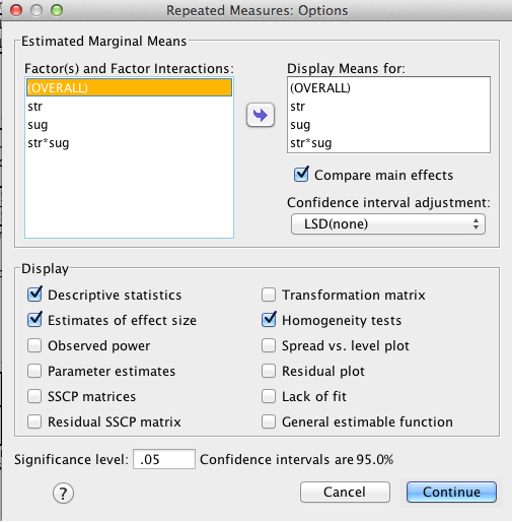 Repeated Measures: Options
Estimated Marginal Means
Factor(s) and Factor Interactions:
(OVERALL)
str
sug
str*sug
Display Means for:
(OVERALL)
str
sug
str*sug
Compare main effects
Confidence interval adjustment:
LSD(none)
Display
Descriptive statistics
Transformation matrix
Estimates of effect size
Homogeneity tests
Observed power
Spread vs. level plot
Parameter estimates
Residual plot
SSCP matrices
Lack of fit
Residual SSCP matrix
General estimable function
Significance level: .05 Confidence intervals are 95.0%
? Cancel Continue